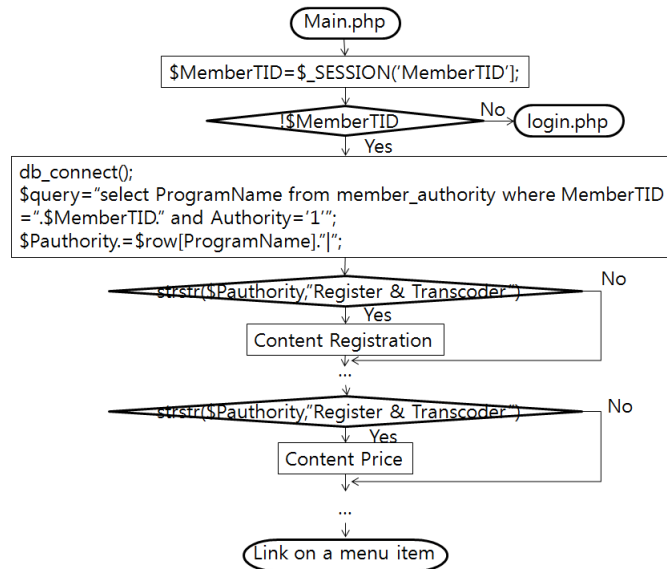 Main.php
$MemberTID=$_SESSION('MemberTID'];
!$MemberTID
No
login.php
Yes
db_connect();
$query="select ProgramName from member_authority where MemberTID
=".$MemberTID." and Authority='1'";
$Pauthority.=$row[ProgramName]."|";
strstr($Pauthority,"Register & Transcoder")
No
Yes
Content Registration
...
strstr($Pauthority,"Register & Transcoder")
No
Yes
Content Price
...
Link on a menu item